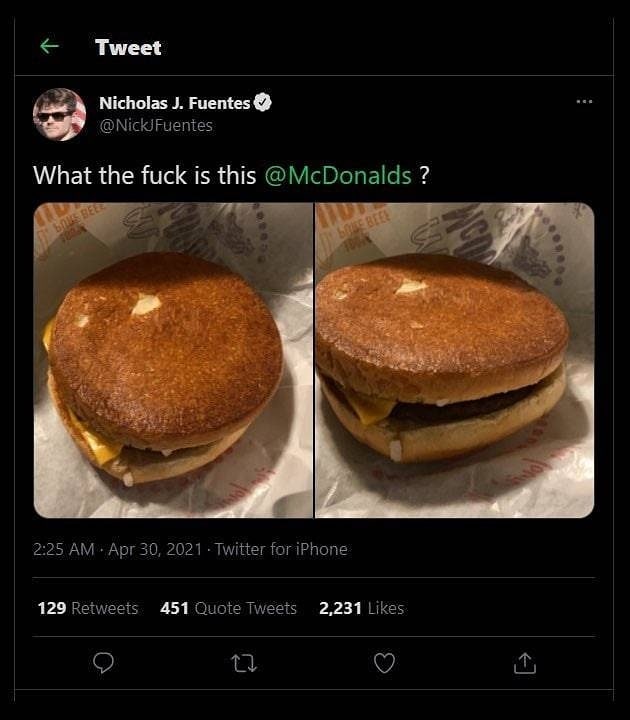 Tweet
Nicholas J. Fuentes
@NickJFuentes
What the fuck is this @McDonalds ?
2:25 AM · Apr 30, 2021 · Twitter for iPhone
129 Retweets 451 Quote Tweets 2,231 Likes